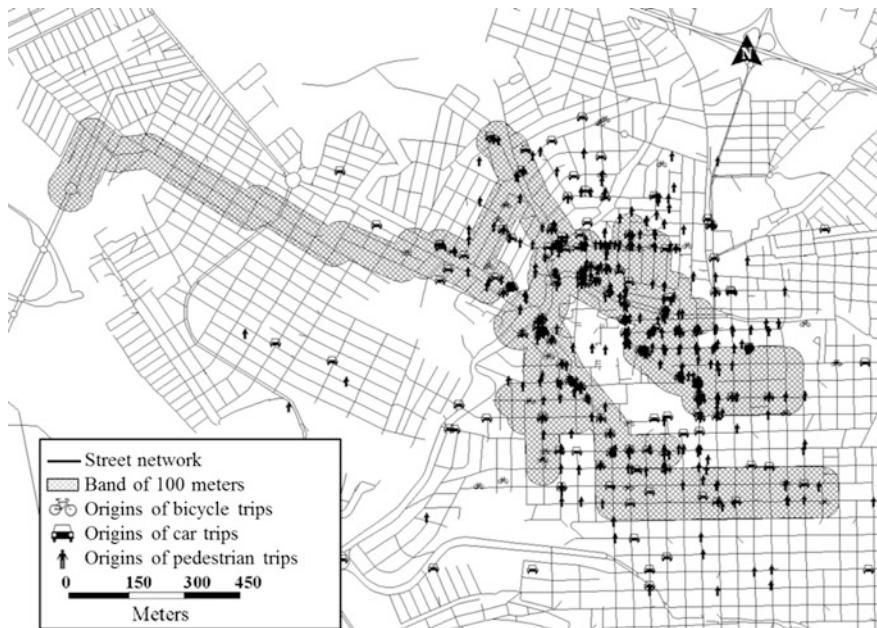 N
Street network
Band of 100 meters
Origins of bicycle trips
Origins of car trips
Origins of pedestrian trips
0 150 300 450
Meters